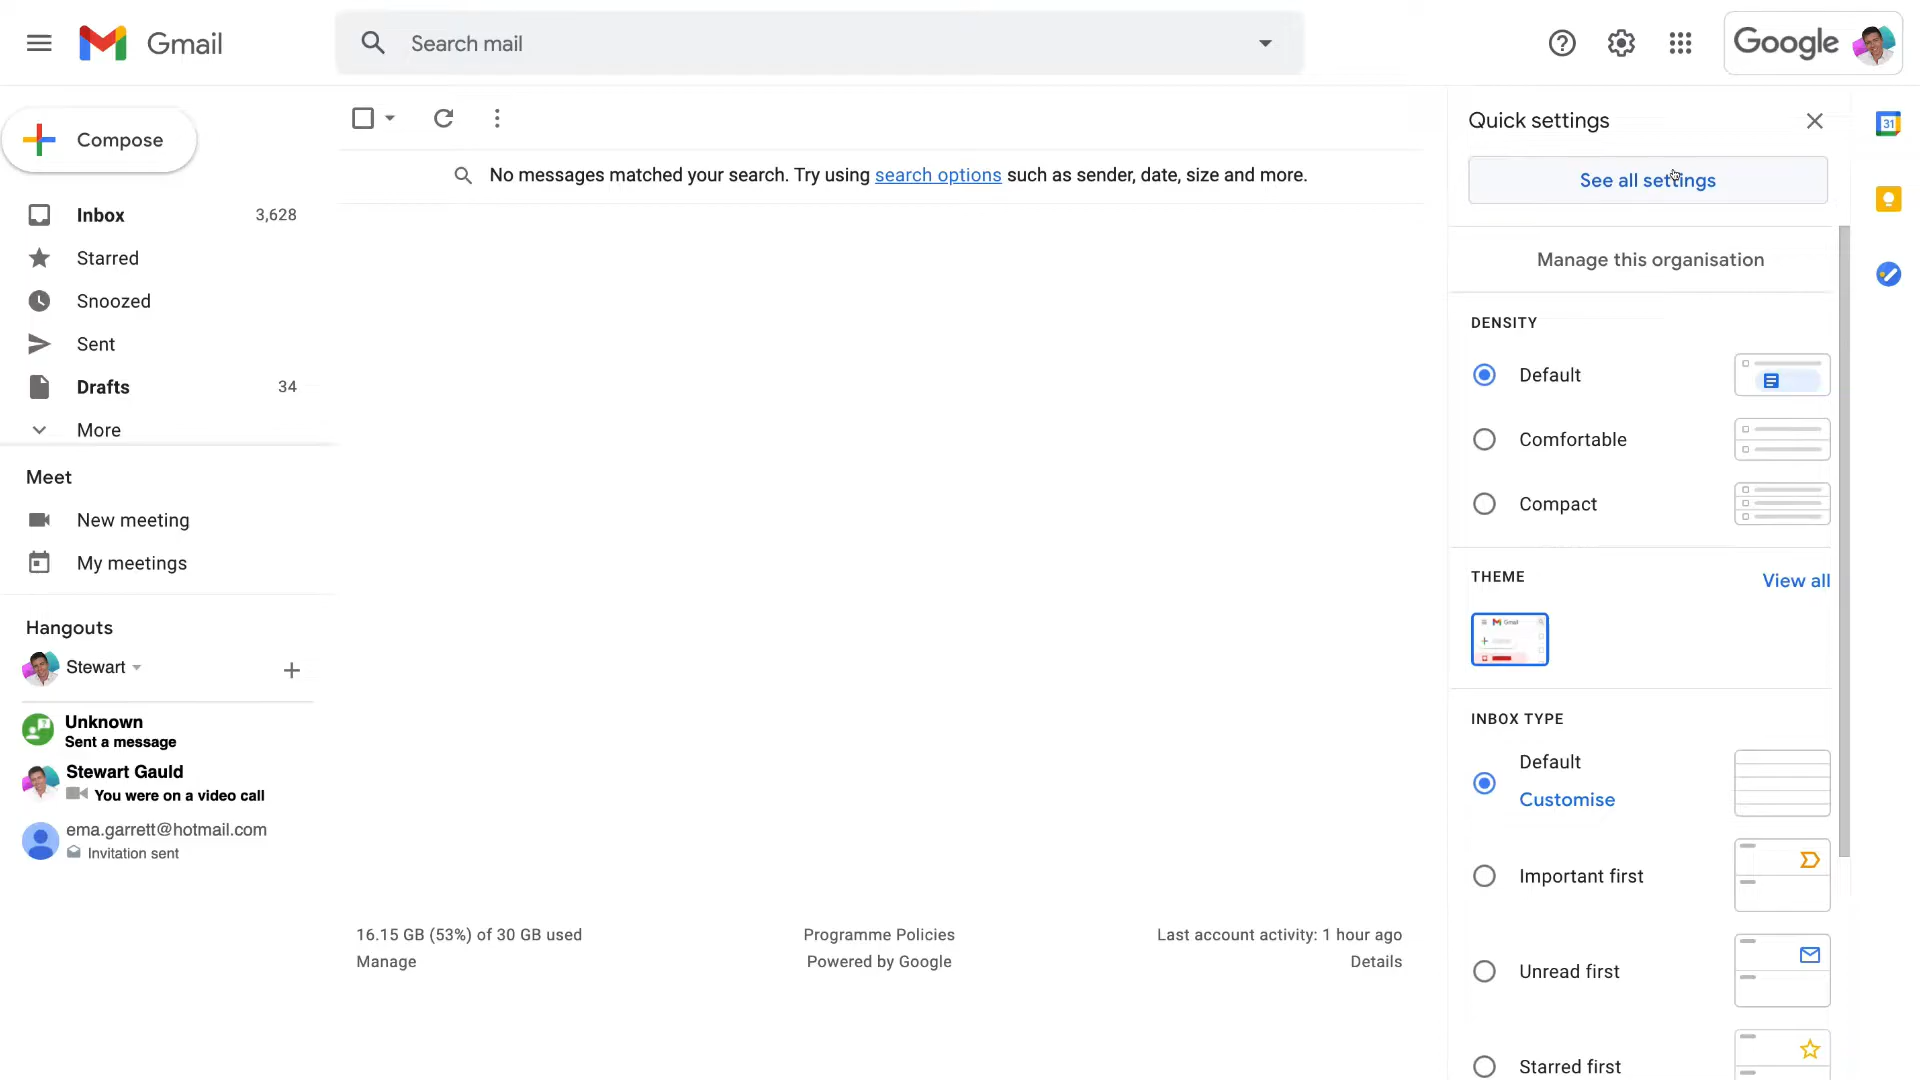 Gmail
Search mail
Google
Compose
Inbox 3,628
Starred
Snoozed
Sent
Drafts 34
More
Meet
New meeting
My meetings
Hangouts
Stewart
Unknown
Sent a message
Stewart Gauld
You were on a video call
ema.garrett@hotmail.com
Invitation sent
No messages matched your search. Try using search options such as sender, date, size and more.
16.15 GB (53%) of 30 GB used
Manage
Programme Policies
Powered by Google
Last account activity: 1 hour ago
Details
Quick settings
See all settings
Manage this organisation
DENSITY
Default
Comfortable
Compact
THEME
View all
Gmail
INBOX TYPE
Default
Customise
Important first
Unread first
Starred first
31